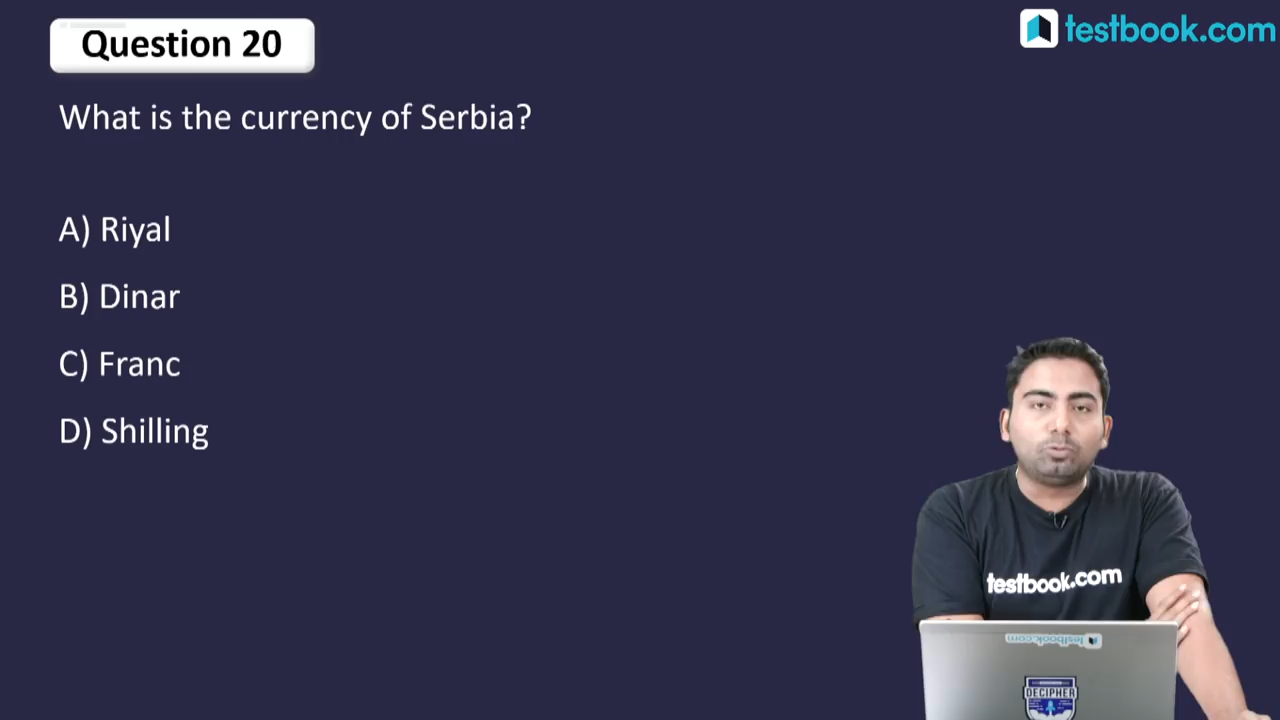 Question 20
testbook.com
What is the currency of Serbia?
A) Riyal
B) Dinar
C) Franc
D) Shilling
testbook.com
testbook.com
DECIPHER